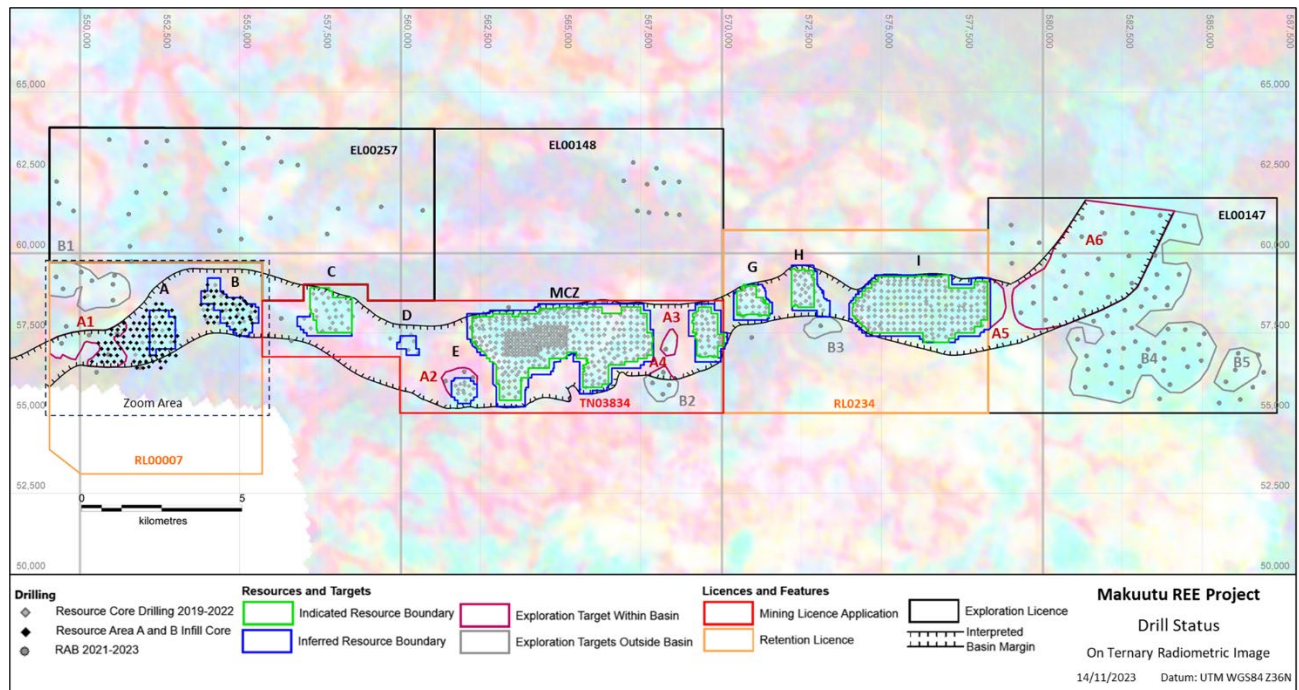 550,000 552,500 555,000 557,500 560,000 562,500 565,000 567,500 570,000 572,500 575,000 577,500 580,000 582,500 585,000 587,500
65,000 65,000
EL00257 EL00148
62,500 62,500
EL00147
B1 60,000 A6 60,000
A B C D E MCZ G H I
A1 A2 A3 A4 A5
57,500 57,500
B2 B3 B4 B5
Zoom Area
55,000 TN03834 RL0234 55,000
RL00007
52,500 52,500
0 5
kilometres
50,000 50,000
Drilling
Resource Core Drilling 2019-2022
Resource Area A and B Infill Core
RAB 2021-2023
Resources and Targets
Indicated Resource Boundary
Inferred Resource Boundary
Exploration Target Within Basin
Exploration Targets Outside Basin
Licences and Features
Mining Licence Application
Retention Licence
Exploration Licence
Interpreted
Basin Margin
Makuutu REE Project
Drill Status
On Ternary Radiometric Image
14/11/2023 Datum: UTM WGS84 Z36N